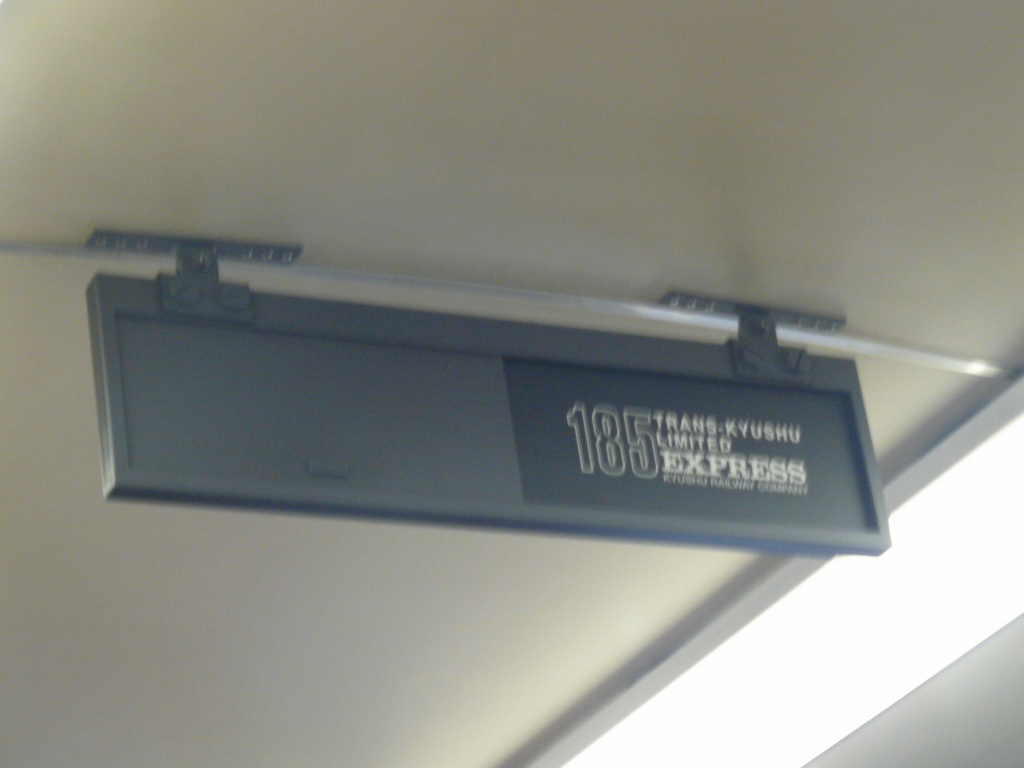 185 TRANS-KYUSHU
LIMITED
EXPRESS
KYUSHU RAILWAY COMPANY